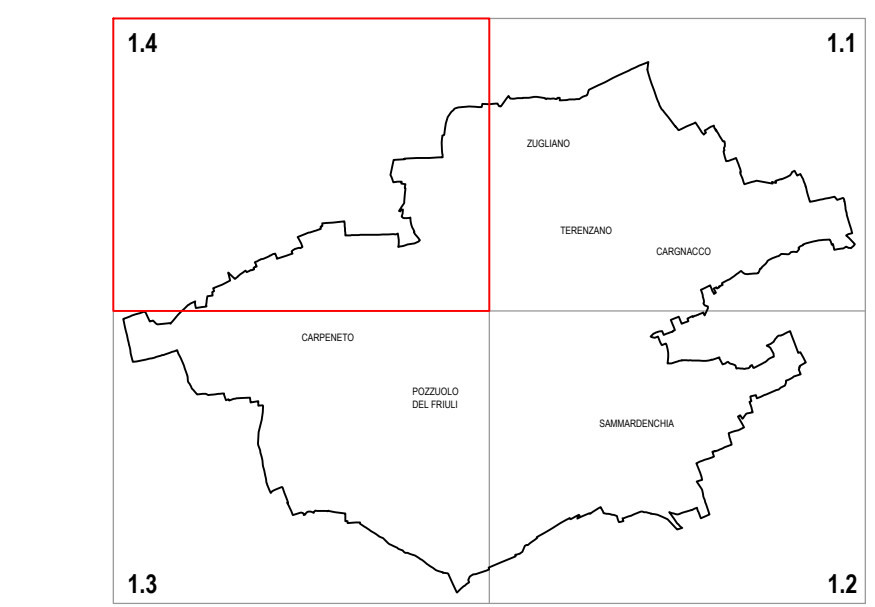 1.4
1.1
ZUGLIANO
TERENZANO
CARGNACCO
CARPENETO
POZZUOLO
DEL FRIULI
SAMMARDENCHIA
1.3
1.2